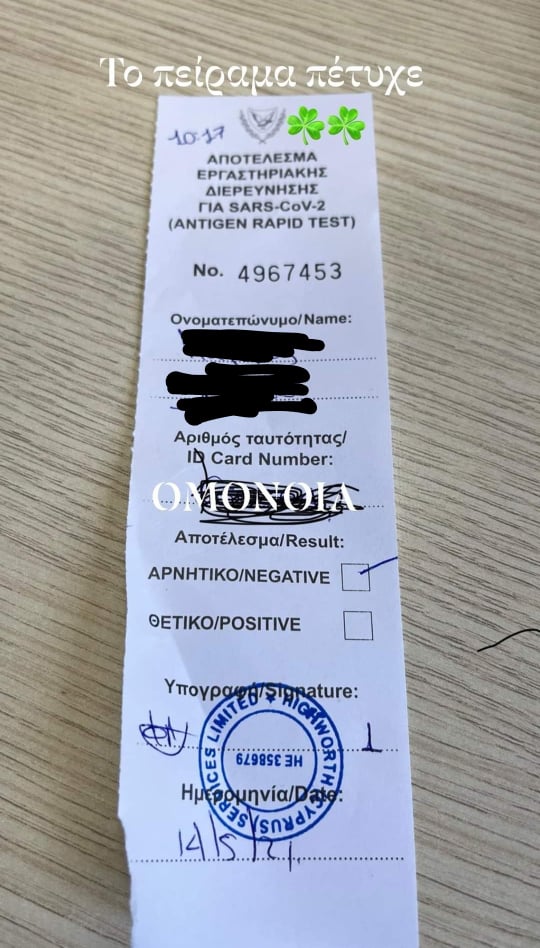 Το πείραμα πέτυχε
10:17
ΑΠΟΤΕΛΕΣΜΑ
ΕΡΓΑΣΤΗΡΙΑΚΗΣ
ΔΙΕΡΕΥΝΗΣΗΣ
ΓΙΑ SARS-CoV-2
(ANTIGEN RAPID TEST)
No. 4967453
Ονοματεπώνυμο/Name:
Αριθμός ταυτότητας/
ID Card Number:
ΟΜΟΝΟΙΑ
Αποτέλεσμα/Result:
ΑΡΝΗΤΙΚΟ/NEGATIVE
ΘΕΤΙΚΟ/POSITIVE
Υπογραφή/Signature:
HIGHWORTH (CYPRUS) SERVICES LIMITED
HE 358679
Ημερομηνία/Date:
14/5/21